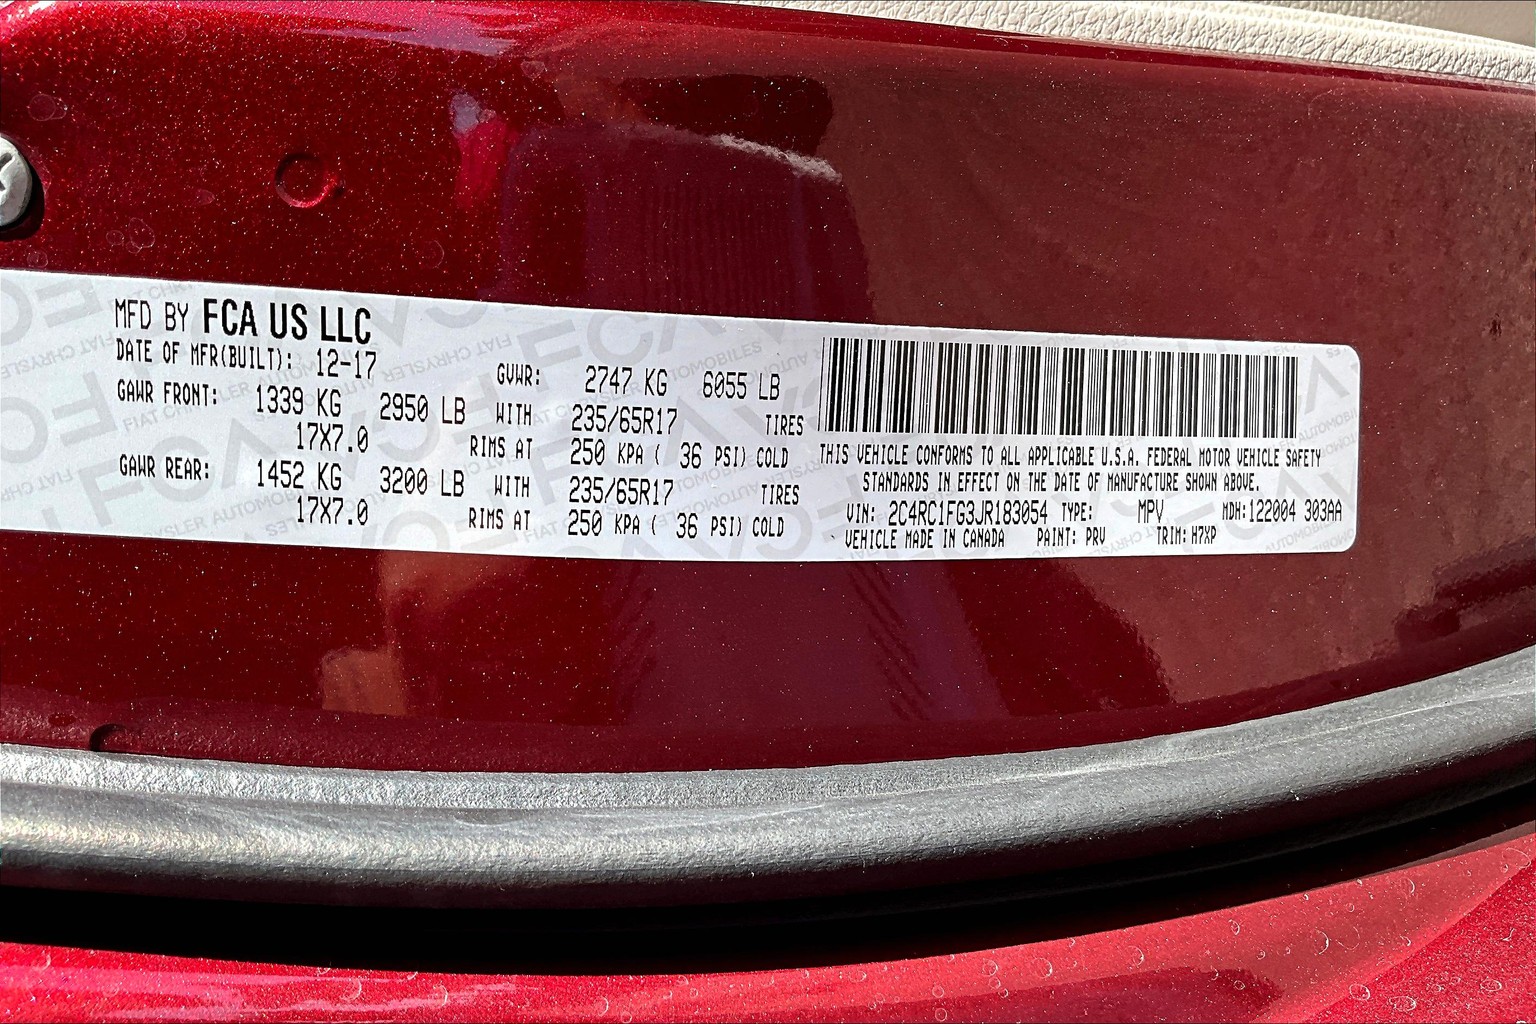 MFD BY FCA US LLC
DATE OF MFR(BUILT): 12-17
GVWR: 2747 KG 6055 LB
GAWR FRONT: 1339 KG 2950 LB WITH 235/65R17 TIRES
17X7.0 RIMS AT 250 KPA ( 36 PSI) COLD
GAWR REAR: 1452 KG 3200 LB WITH 235/65R17 TIRES
17X7.0 RIMS AT 250 KPA ( 36 PSI) COLD
THIS VEHICLE CONFORMS TO ALL APPLICABLE U.S.A. FEDERAL MOTOR VEHICLE SAFETY
STANDARDS IN EFFECT ON THE DATE OF MANUFACTURE SHOWN ABOVE.
VIN: 2C4RC1FG3JR183054 TYPE: MPV MDH:122004 303AA
VEHICLE MADE IN CANADA PAINT: PRV TRIM: H7XP